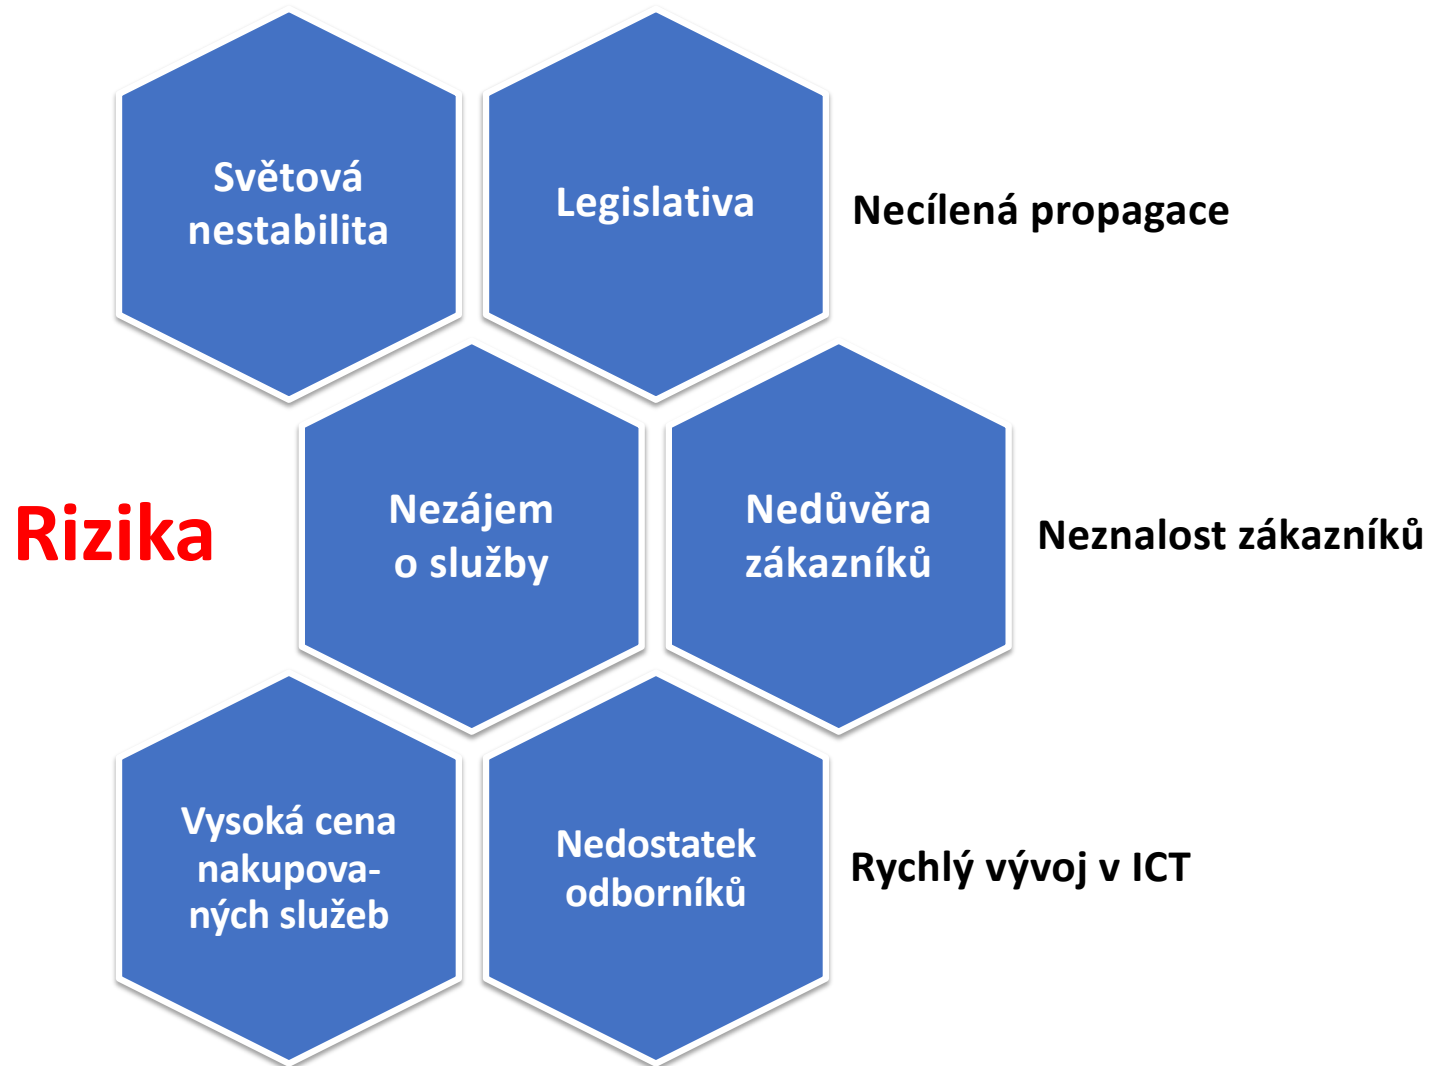 Světová
nestabilita
Legislativa
Necílená propagace
Rizika
Nezájem
o služby
Nedůvěra
zákazníků
Neznalost zákazníků
Vysoká cena
nakupova-
ných služeb
Nedostatek
odborníků
Rychlý vývoj v ICT